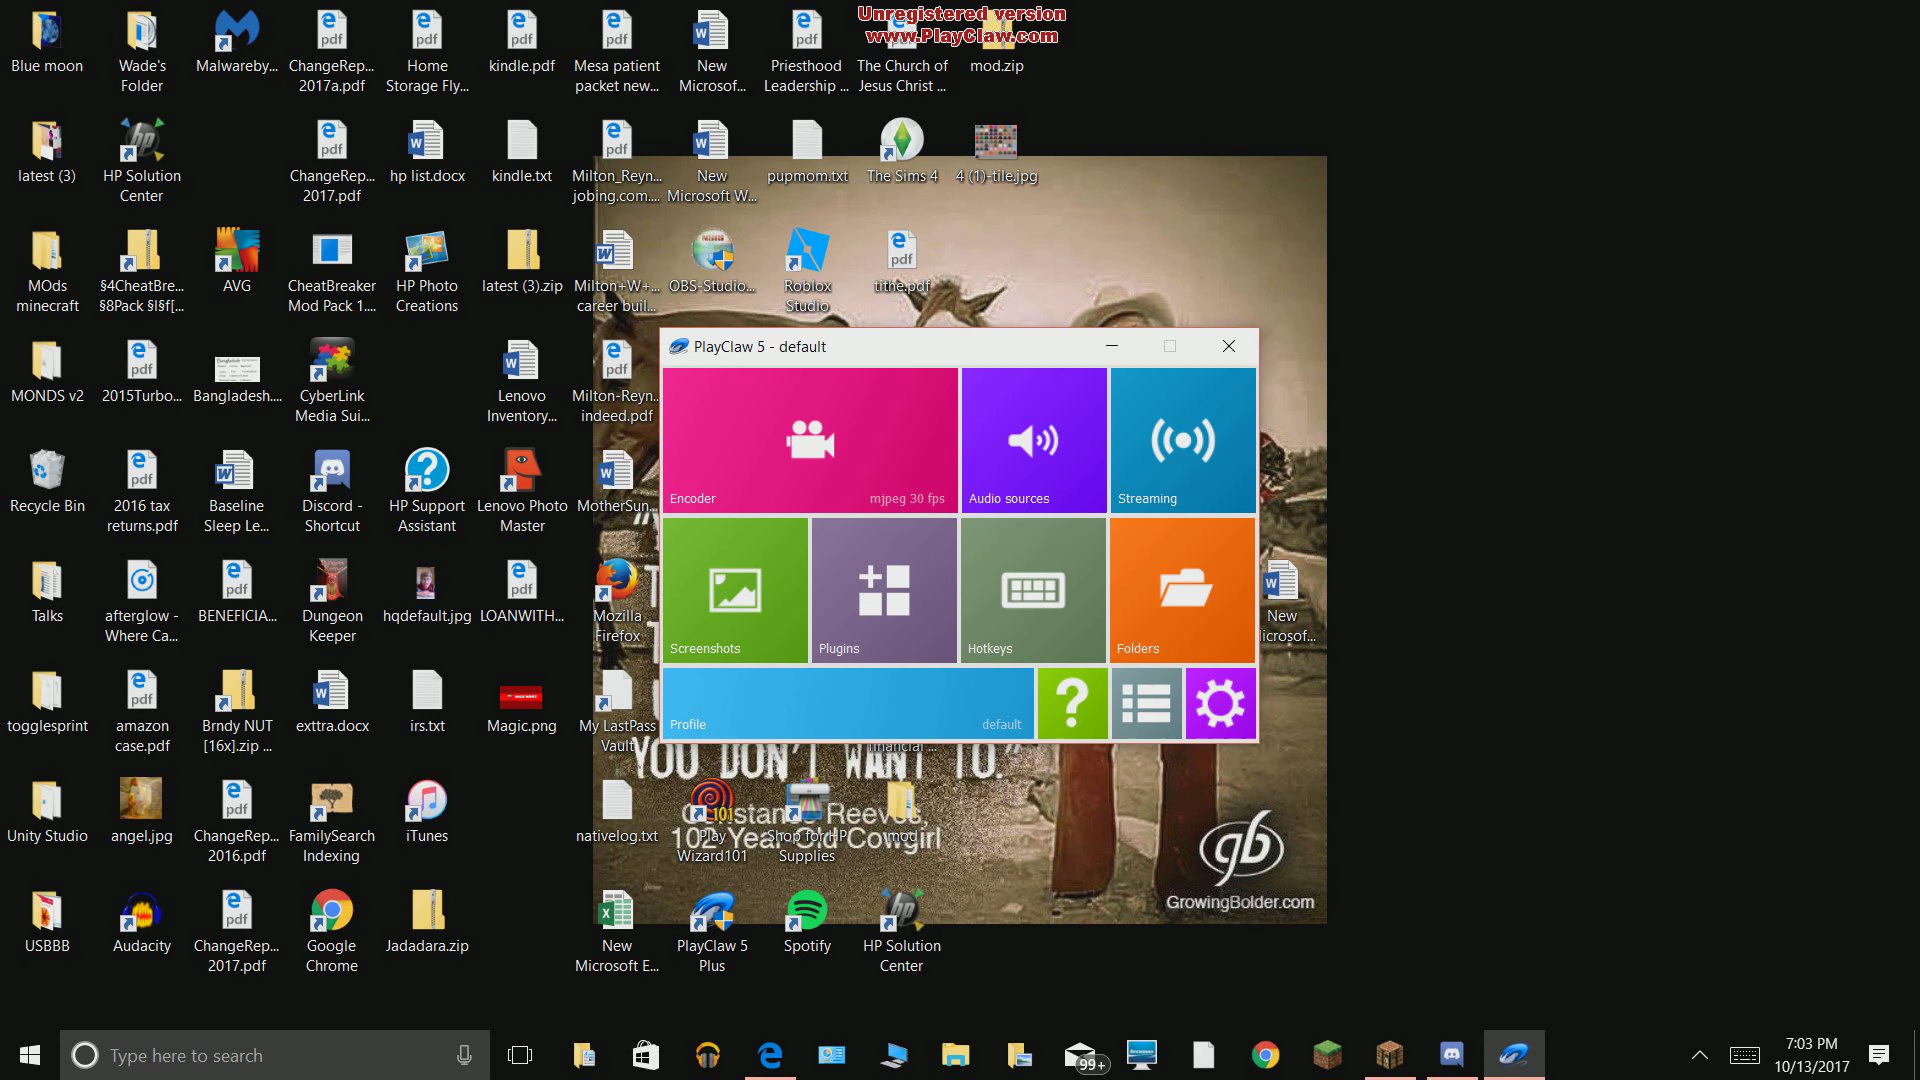 Unregistered version
www.PlayClaw.com
Blue moon
Wade's
Folder
Malwareby...
ChangeRep...
2017a.pdf
Home
Storage Fly...
kindle.pdf
Mesa patient
packet new...
New
Microsof...
Priesthood
Leadership ...
The Church of
Jesus Christ ...
mod.zip
latest (3)
HP Solution
Center
ChangeRep...
2017.pdf
hp list.docx
kindle.txt
Milton_Reyn...
jobing.com....
New
Microsoft W...
pupmom.txt
The Sims 4
4 (1)-tile.jpg
MOds
minecraft
§4CheatBre...
§8Pack §l§f[...
AVG
CheatBreaker
Mod Pack 1....
HP Photo
Creations
latest (3).zip
Milton+W+...
career buil...
OBS-Studio...
Roblox
Studio
tithe.pdf
MONDS v2
2015Turbo...
Bangladesh....
CyberLink
Media Sui...
Lenovo
Inventory...
Milton-Reyn...
indeed.pdf
PlayClaw 5 - default
Encoder
mjpeg 30 fps
Audio sources
Streaming
Screenshots
Plugins
Hotkeys
Folders
Profile
default
Recycle Bin
2016 tax
returns.pdf
Baseline
Sleep Le...
Discord -
Shortcut
HP Support
Assistant
Lenovo Photo
Master
MotherSun...
Talks
afterglow -
Where Ca...
BENEFICIA...
Dungeon
Keeper
hqdefault.jpg
LOANWITH...
Mozilla
Firefox
New
togglesprint
amazon
case.pdf
Brndy NUT
[16x].zip ...
exttra.docx
irs.txt
Magic.png
My LastPass
Vault
financial ...
YOU DON'T WANT TO."
Unity Studio
angel.jpg
ChangeRep...
2016.pdf
FamilySearch
Indexing
iTunes
nativelog.txt
Play
Wizard101
Shop for HP
Supplies
mod
Constance Reeves,
102 Year Old Cowgirl
gb
GrowingBolder.com
USBBB
Audacity
ChangeRep...
2017.pdf
Google
Chrome
Jadadara.zip
New
Microsoft E...
PlayClaw 5
Plus
Spotify
HP Solution
Center
Type here to search
99+
7:03 PM
10/13/2017